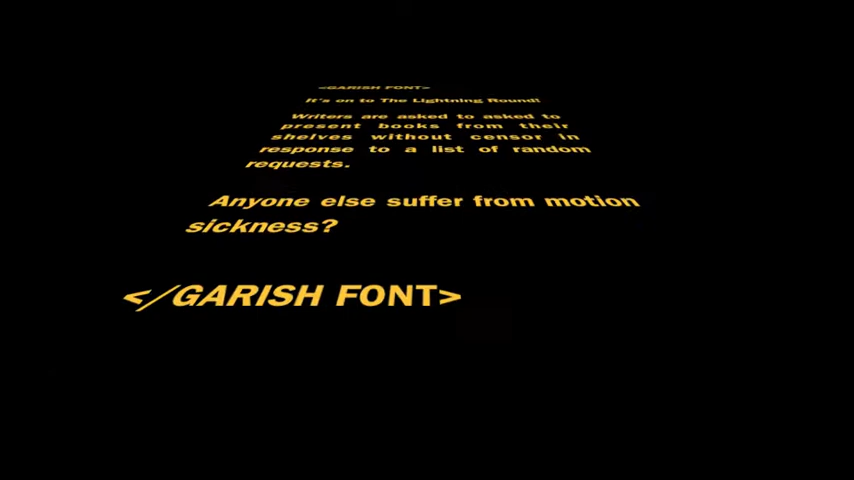 <GARISH FONT>
It's on to The Lightning Round!
Writers are asked to asked to
present books from their
shelves without censor in
response to a list of random
requests.
Anyone else suffer from motion
sickness?
</GARISH FONT>